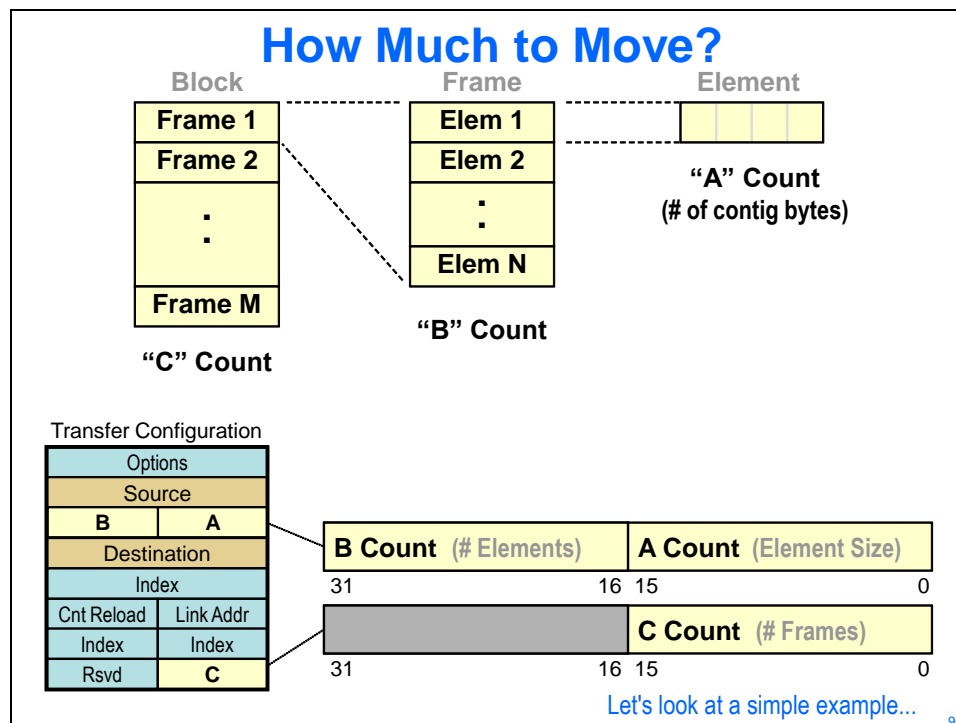 How Much to Move?
Block Frame Element
Frame 1
Frame 2
:
Frame M
“C” Count
Elem 1
Elem 2
:
Elem N
“B” Count
“A” Count
(# of contig bytes)
Transfer Configuration
Options
Source
B A
Destination
Index
Cnt Reload Link Addr
Index Index
Rsvd C
B Count (# Elements) A Count (Element Size)
31 16 15 0
C Count (# Frames)
31 16 15 0
Let's look at a simple example...
9